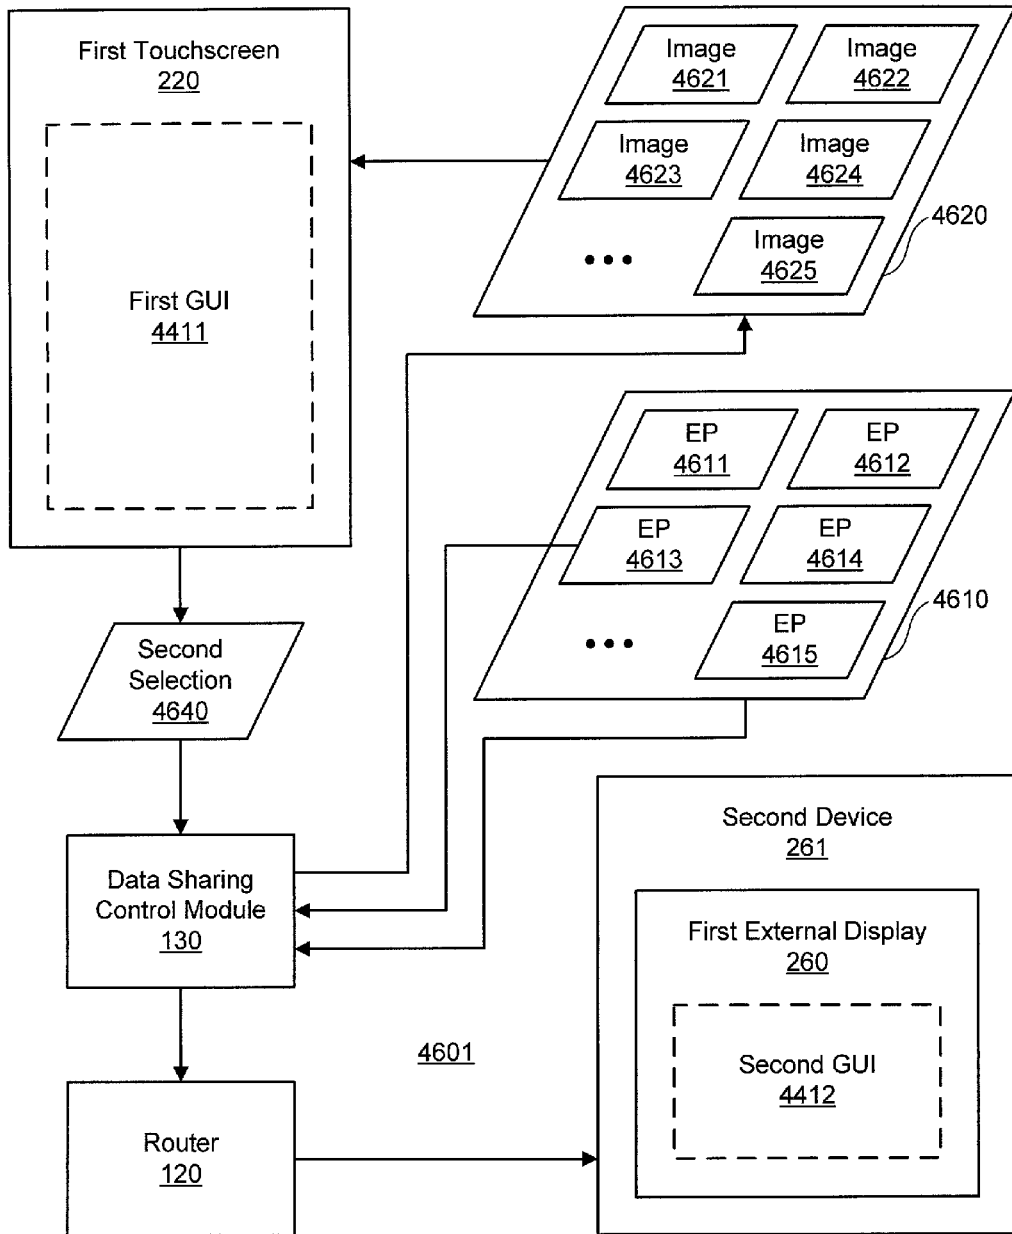 First Touchscreen
220
First GUI
4411
Image
4621
Image
4622
Image
4623
Image
4624
Image
4625
4620
EP
4611
EP
4612
EP
4613
EP
4614
EP
4615
4610
Second
Selection
4640
Data Sharing
Control Module
130
4601
Router
120
Second Device
261
First External Display
260
Second GUI
4412